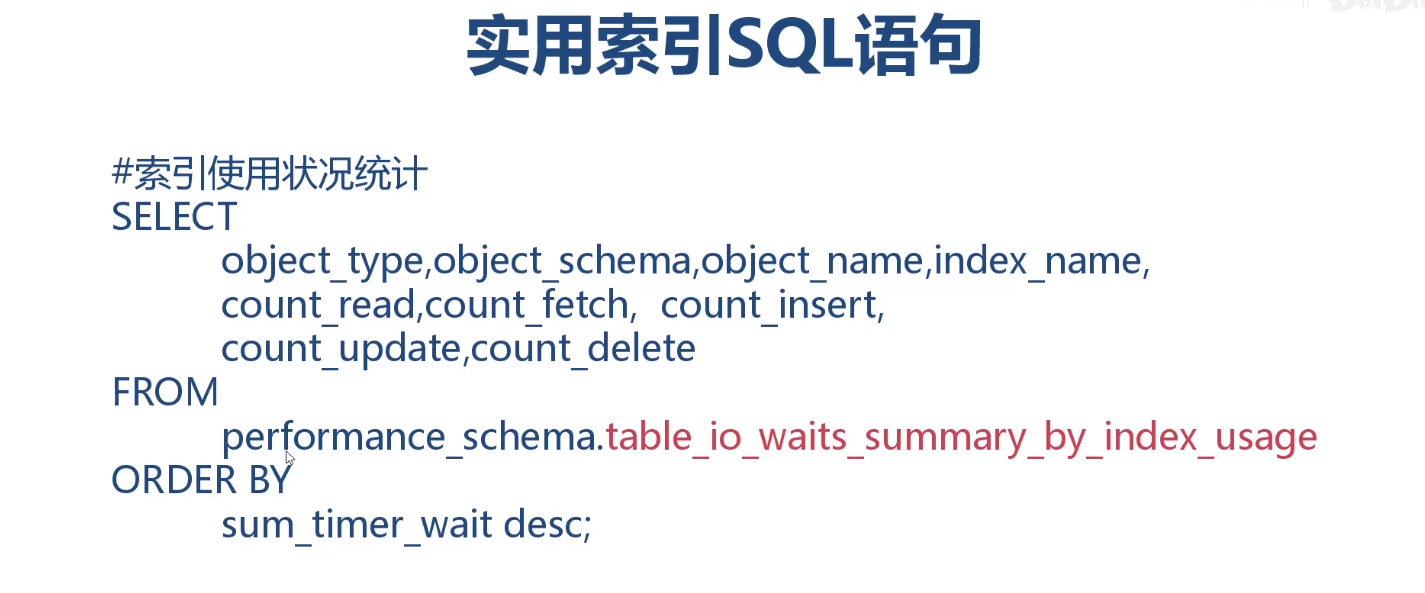 实用索引SQL语句
#索引使用状况统计
SELECT
object_type,object_schema,object_name,index_name,
count_read,count_fetch, count_insert,
count_update,count_delete
FROM
performance_schema.table_io_waits_summary_by_index_usage
ORDER BY
sum_timer_wait desc;